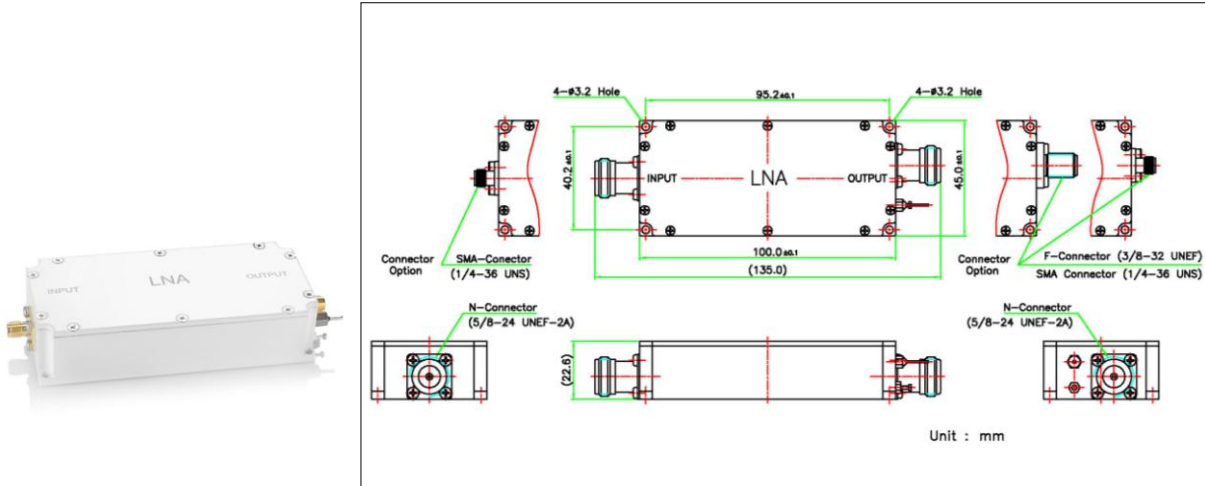 INPUT
LNA
OUTPUT
4-ø3.2 Hole
95.2±0.1
4-ø3.2 Hole
40.2±0.1
INPUT
LNA
OUTPUT
45.0±0.1
Connector
Option
SMA-Conector
(1/4-36 UNS)
100.0±0.1
(135.0)
Connector
Option
F-Connector (3/8-32 UNEF)
SMA Connector (1/4-36 UNS)
N-Connector
(5/8-24 UNEF-2A)
(22.6)
N-Connector
(5/8-24 UNEF-2A)
Unit : mm